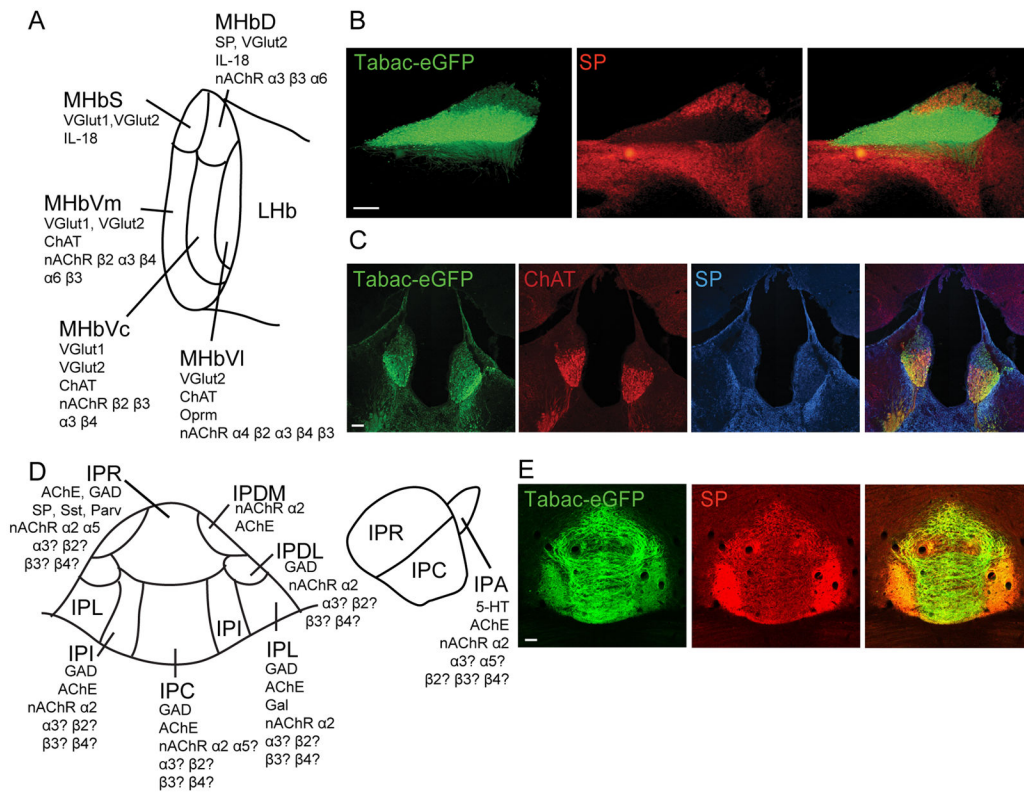 A
MHbD
SP, VGlut2
IL-18
nAChR α3 β3 α6
MHbS
VGlut1,VGlut2
IL-18
MHbVm
VGlut1, VGlut2
ChAT
nAChR β2 α3 β4
α6 β3
LHb
MHbVc
VGlut1
VGlut2
ChAT
nAChR β2 β3
α3 β4
MHbVl
VGlut2
ChAT
Oprm
nAChR α4 β2 α3 β4 β3
B
Tabac-eGFP
SP
C
Tabac-eGFP
ChAT
SP
D
IPR
AChE, GAD
SP, Sst, Parv
nAChR α2 α5
α3? β2?
β3? β4?
IPDM
nAChR α2
AChE
IPDL
GAD
nAChR α2
α3? β2?
β3? β4?
IPL
IPI
IPI
GAD
AChE
nAChR α2
α3? β2?
β3? β4?
IPC
GAD
AChE
nAChR α2 α5?
α3? β2?
β3? β4?
IPL
GAD
AChE
Gal
nAChR α2
α3? β2?
β3? β4?
IPR
IPC
IPA
5-HT
AChE
nAChR α2
α3? α5?
β2? β3? β4?
E
Tabac-eGFP
SP